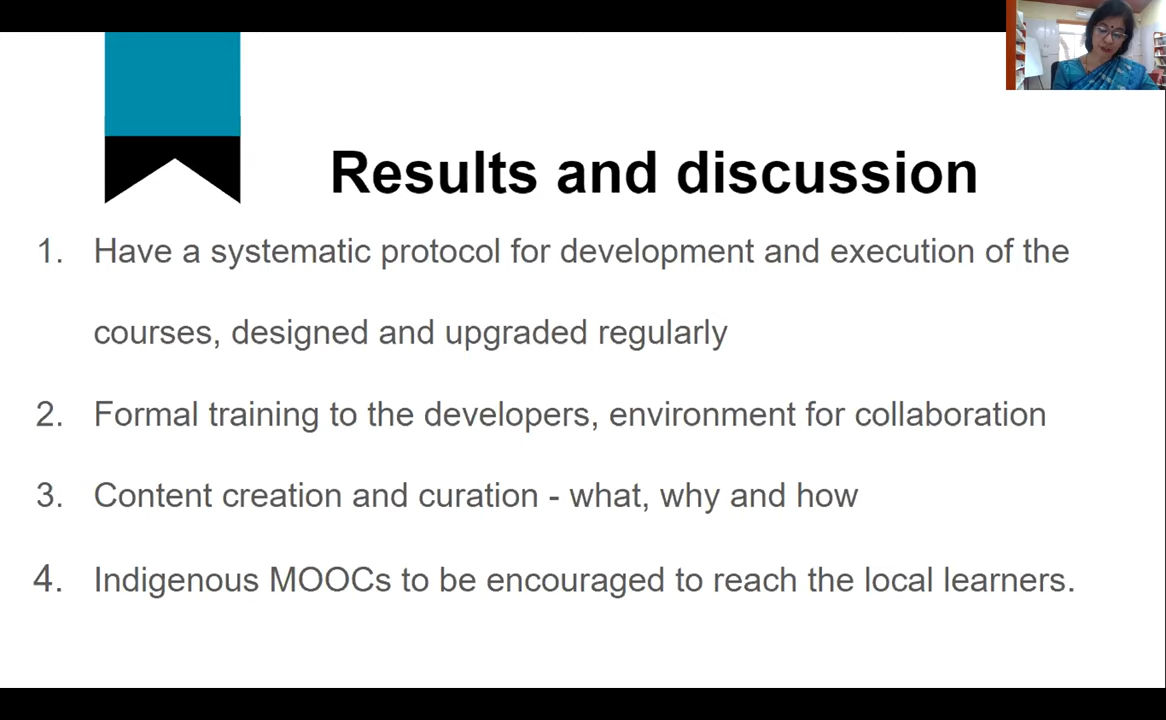 Results and discussion
1. Have a systematic protocol for development and execution of the
courses, designed and upgraded regularly
2. Formal training to the developers, environment for collaboration
3. Content creation and curation - what, why and how
4. Indigenous MOOCs to be encouraged to reach the local learners.